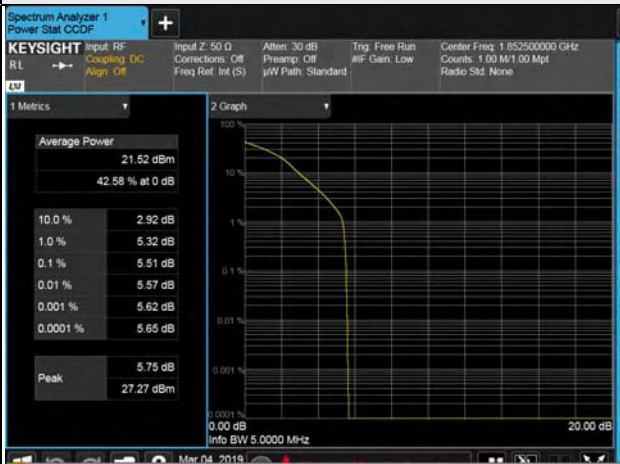 Spectrum Analyzer 1
Power Stat CCDF
+
KEYSIGHT
RL
LXI
Input: RF
Coupling: DC
Align: Off
Input Z: 50 Ω
Corrections: Off
Freq Ref: Int (S)
Atten: 30 dB
Preamp: Off
µW Path: Standard
Trig: Free Run
#IF Gain: Low
Center Freq: 1.852500000 GHz
Counts: 1.00 M/1.00 Mpt
Radio Std: None
1 Metrics
Average Power
21.52 dBm
42.58 % at 0 dB
10.0 % 2.92 dB
1.0 % 5.32 dB
0.1 % 5.51 dB
0.01 % 5.57 dB
0.001 % 5.62 dB
0.0001 % 5.65 dB
Peak
5.75 dB
27.27 dBm
2 Graph
100 %
10 %
1 %
0.1 %
0.01 %
0.001 %
0.0001 %
0.00 dB 20.00 dB
Info BW 5.0000 MHz
Mar 04, 2019